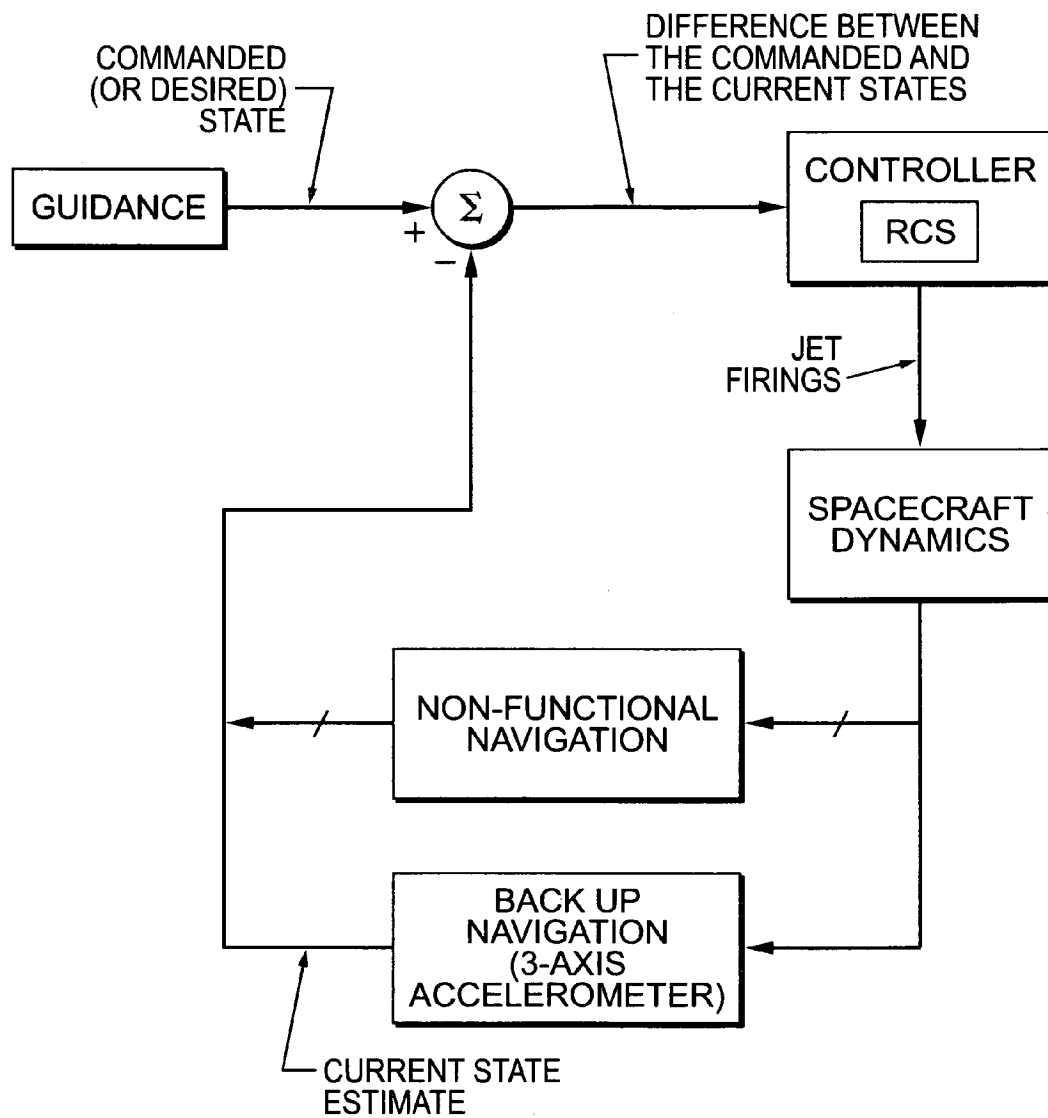 COMMANDED
(OR DESIRED)
STATE
DIFFERENCE BETWEEN
THE COMMANDED AND
THE CURRENT STATES
GUIDANCE
Σ
+
−
CONTROLLER
RCS
JET
FIRINGS
SPACECRAFT
DYNAMICS
NON-FUNCTIONAL
NAVIGATION
BACK UP
NAVIGATION
(3-AXIS
ACCELEROMETER)
CURRENT STATE
ESTIMATE